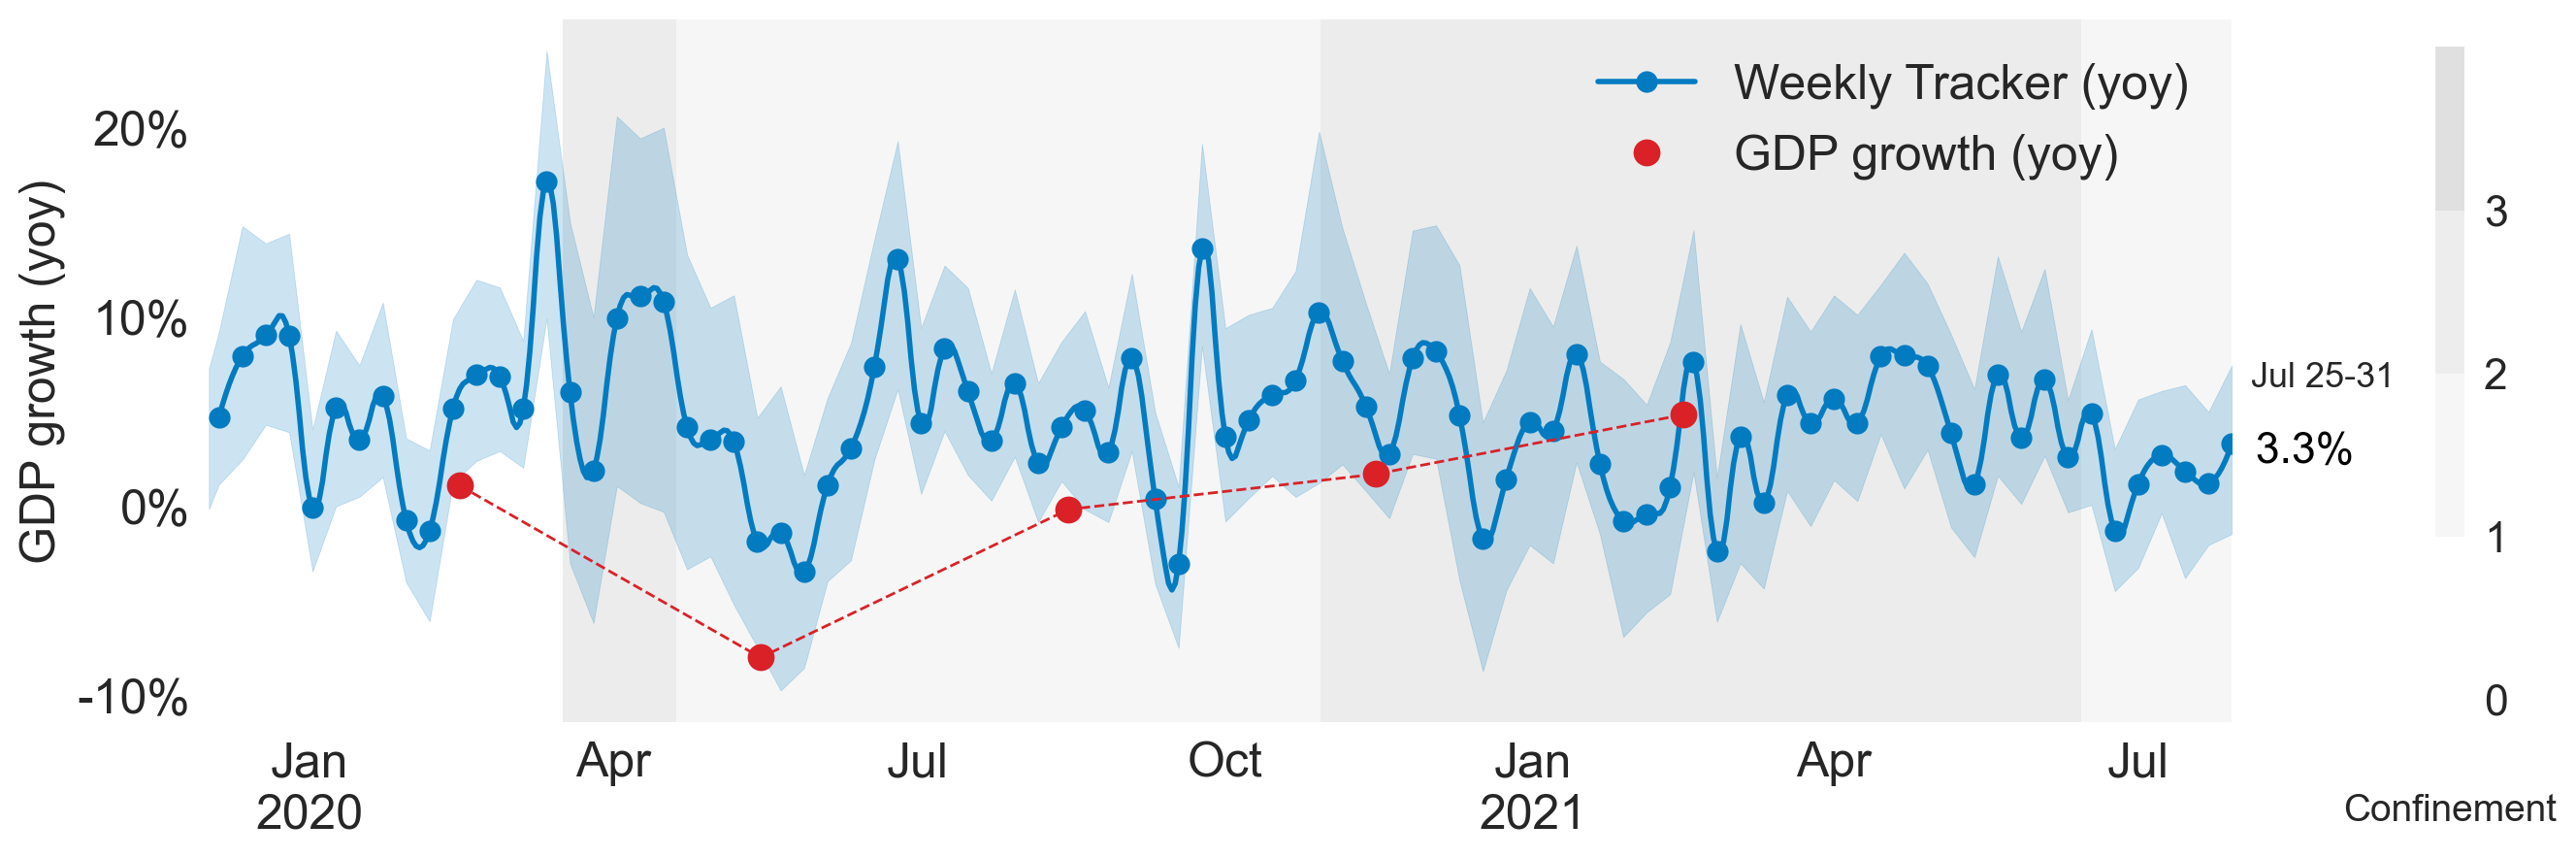 Weekly Tracker (yoy)
GDP growth (yoy)
GDP growth (yoy)
20%
10%
0%
-10%
Jan
2020
Apr
Jul
Oct
Jan
2021
Apr
Jul
Jul 25-31
3.3%
3
2
1
0
Confinement